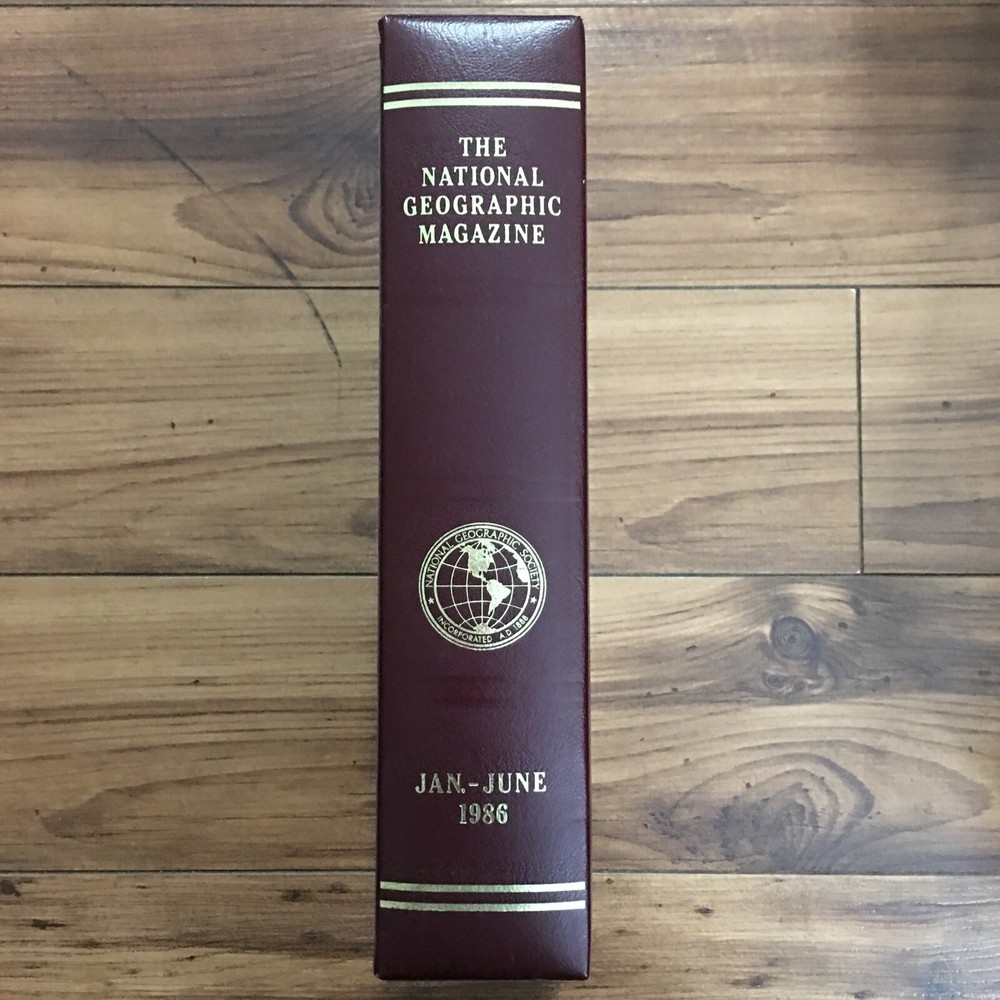 THE
NATIONAL
GEOGRAPHIC
MAGAZINE
NATIONAL GEOGRAPHIC SOCIETY
★ INCORPORATED A.D. 1888 ★
JAN.-JUNE
1986